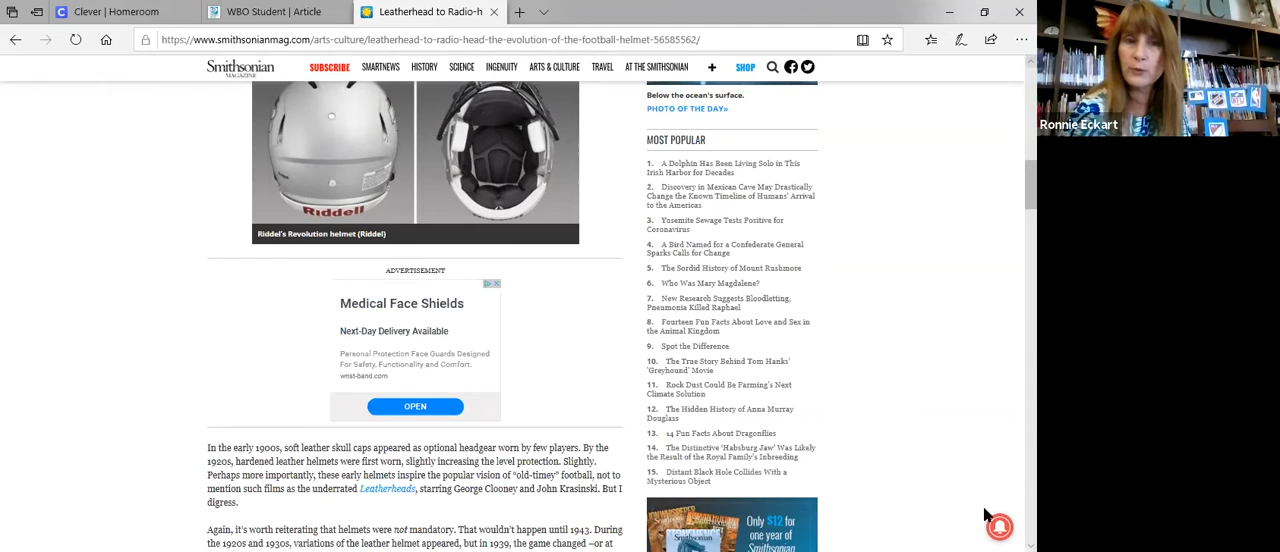 Clever | Homeroom
WBO Student | Article
Leatherhead to Radio-h
https://www.smithsonianmag.com/arts-culture/leatherhead-to-radio-head-the-evolution-of-the-football-helmet-56585562/
Smithsonian
MAGAZINE
SUBSCRIBE SMARTNEWS HISTORY SCIENCE INGENUITY ARTS & CULTURE TRAVEL AT THE SMITHSONIAN SHOP
Riddell
Riddel's Revolution helmet (Riddel)
ADVERTISEMENT
Medical Face Shields
Next-Day Delivery Available
Personal Protection Face Guards Designed
For Safety, Functionality and Comfort.
wrist-band.com
OPEN
In the early 1900s, soft leather skull caps appeared as optional headgear worn by few players. By the
1920s, hardened leather helmets were first worn, slightly increasing the level protection. Slightly.
Perhaps more importantly, these early helmets inspire the popular vision of "old-timey" football, not to
mention such films as the underrated Leatherheads, starring George Clooney and John Krasinski. But I
digress.
Again, it's worth reiterating that helmets were not mandatory. That wouldn't happen until 1943. During
the 1920s and 1930s, variations of the leather helmet appeared, but in 1939, the game changed –or at
Below the ocean's surface.
PHOTO OF THE DAY»
MOST POPULAR
1. A Dolphin Has Been Living Solo in This
Irish Harbor for Decades
2. Discovery in Mexican Cave May Drastically
Change the Known Timeline of Humans' Arrival
to the Americas
3. Yosemite Sewage Tests Positive for
Coronavirus
4. A Bird Named for a Confederate General
Sparks Calls for Change
5. The Sordid History of Mount Rushmore
6. Who Was Mary Magdalene?
7. New Research Suggests Bloodletting,
Pneumonia Killed Raphael
8. Fourteen Fun Facts About Love and Sex in
the Animal Kingdom
9. Spot the Difference
10. The True Story Behind Tom Hanks'
'Greyhound' Movie
11. Rock Dust Could Be Farming's Next
Climate Solution
12. The Hidden History of Anna Murray
Douglass
13. 14 Fun Facts About Dragonflies
14. The Distinctive 'Habsburg Jaw' Was Likely
the Result of the Royal Family's Inbreeding
15. Distant Black Hole Collides With a
Mysterious Object
Only $12 for
one year of
Smithsonian
Ronnie Eckart
NFL